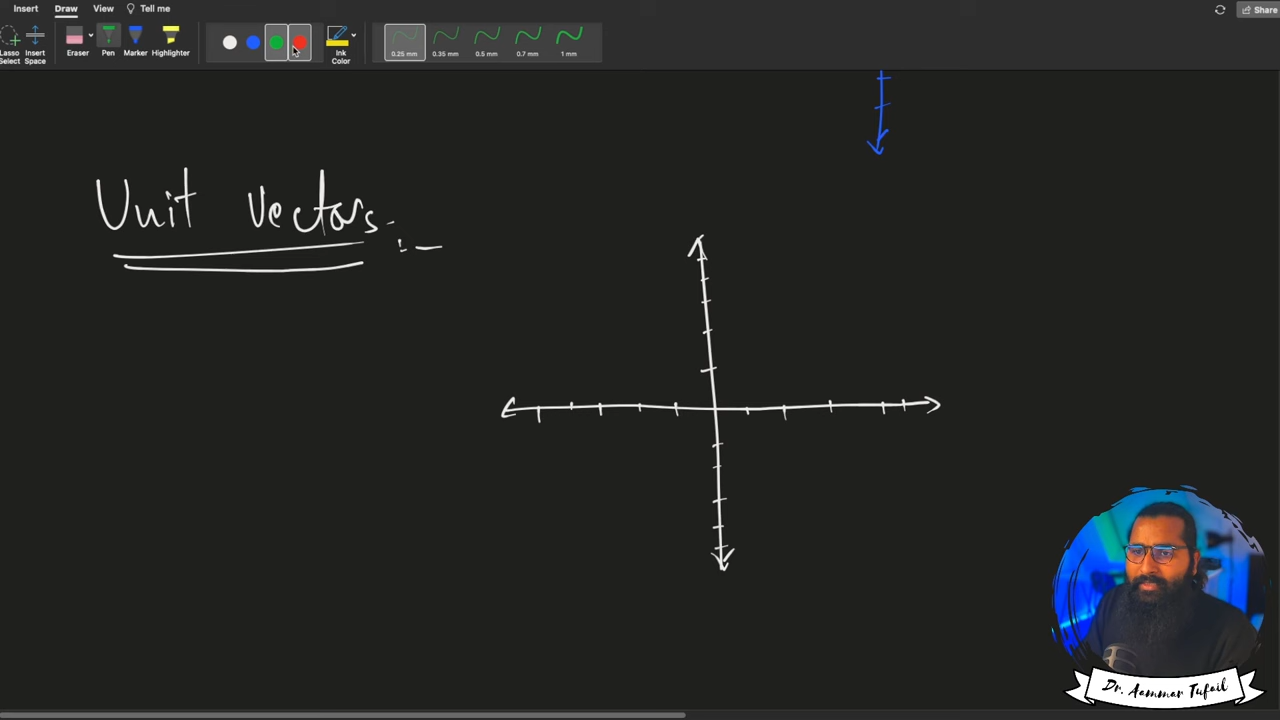 Insert Draw View Tell me Share
Lasso Select Insert Space Eraser Pen Marker Highlighter Ink Color 0.25 mm 0.35 mm 0.5 mm 0.7 mm 1 mm
Unit Vectors :-
Dr. Aammar Tufail